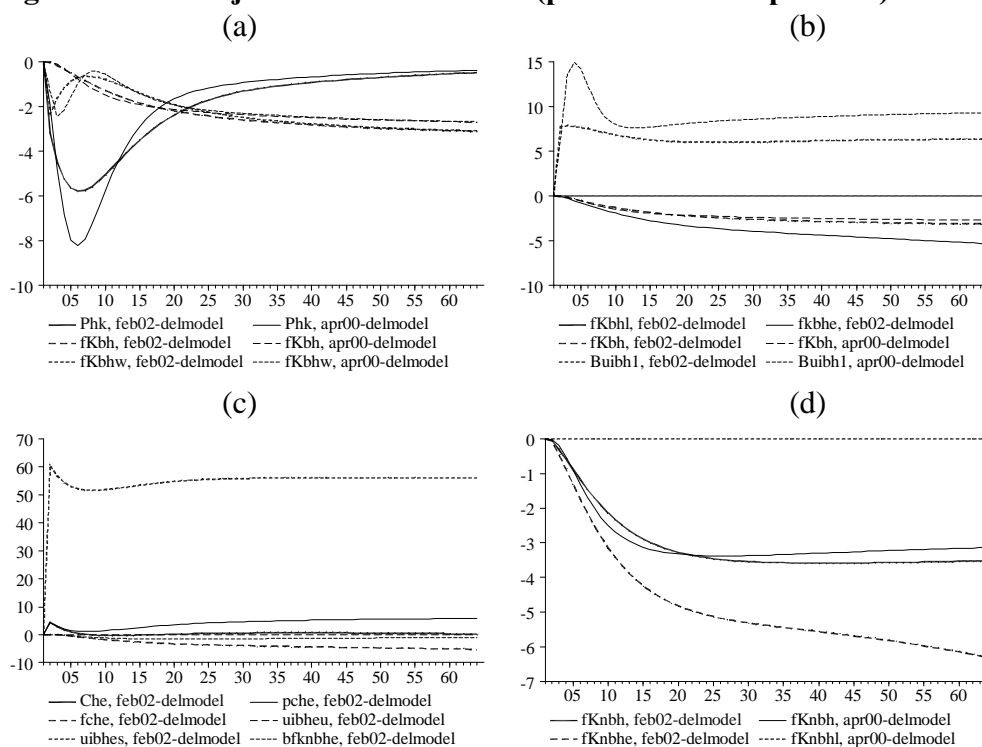 (a)
0
-2
-4
-6
-8
-10
05 10 15 20 25 30 35 40 45 50 55 60
Phk, feb02-delmodel
Phk, apr00-delmodel
fKbh, feb02-delmodel
fKbh, apr00-delmodel
fKbhw, feb02-delmodel
fKbhw, apr00-delmodel
(b)
15
10
5
0
-5
-10
05 10 15 20 25 30 35 40 45 50 55 60
fKbhl, feb02-delmodel
fkbhe, feb02-delmodel
fKbh, feb02-delmodel
fKbh, apr00-delmodel
Buibh1, feb02-delmodel
Buibh1, apr00-delmodel
(c)
70
60
50
40
30
20
10
0
-10
05 10 15 20 25 30 35 40 45 50 55 60
Che, feb02-delmodel
pche, feb02-delmodel
fche, feb02-delmodel
uibheu, feb02-delmodel
uibhes, feb02-delmodel
bfknbhe, feb02-delmodel
(d)
0
-1
-2
-3
-4
-5
-6
-7
05 10 15 20 25 30 35 40 45 50 55 60
fKnbh, feb02-delmodel
fKnbh, apr00-delmodel
fKnbhe, feb02-delmodel
fKnbhl, apr00-delmodel